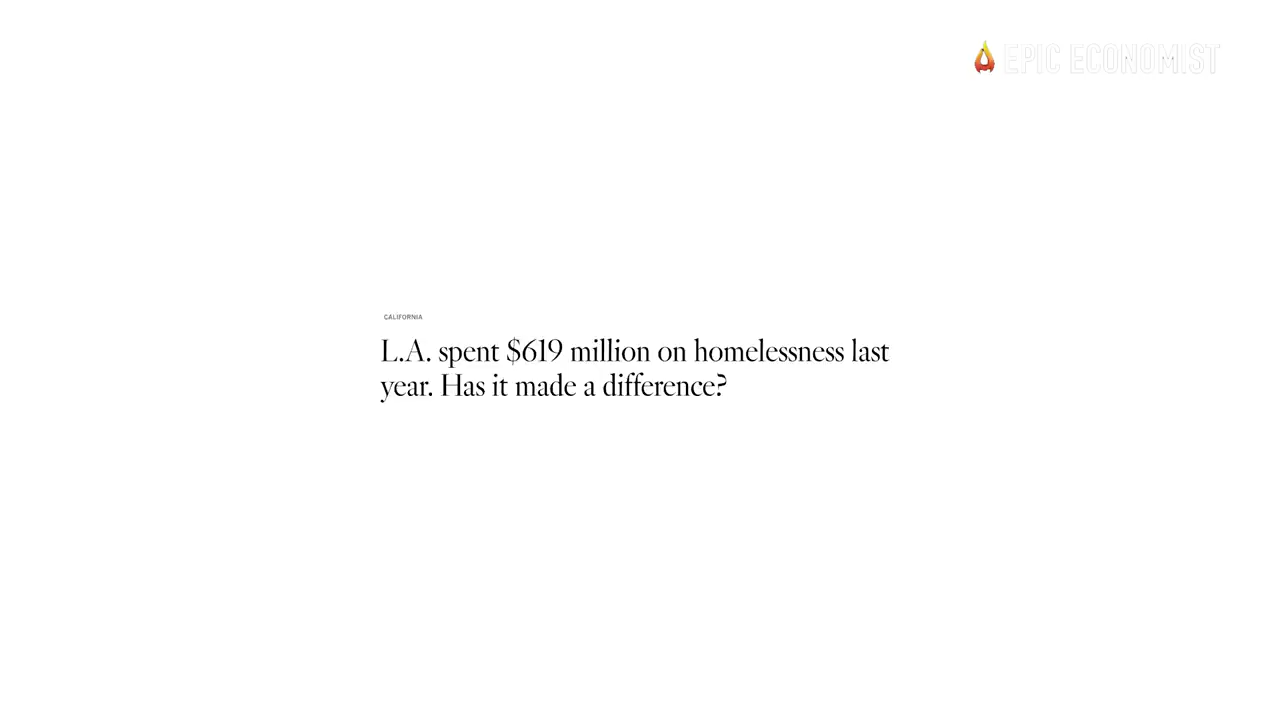 EPIC ECONOMIST
CALIFORNIA
L.A. spent $619 million on homelessness last
year. Has it made a difference?